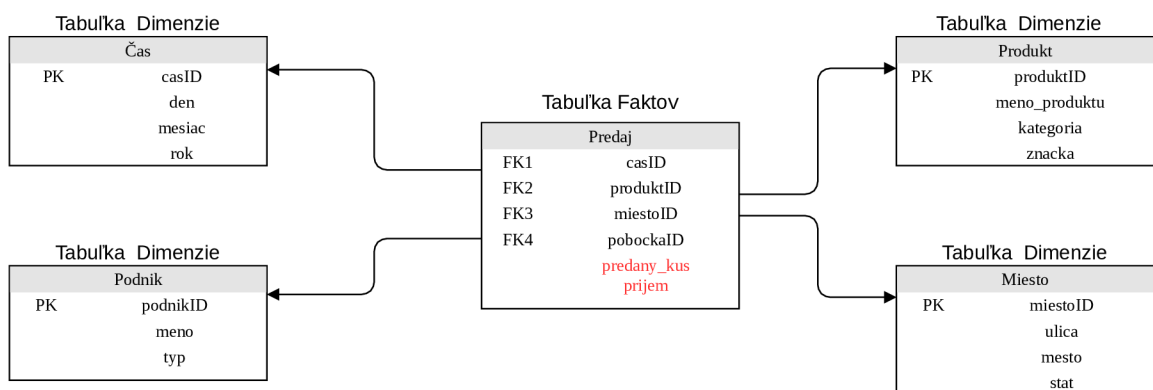 Tabuľka Dimenzie
Čas
PK casID
den
mesiac
rok
Tabuľka Dimenzie
Podnik
PK podnikID
meno
typ
Tabuľka Faktov
Predaj
FK1 casID
FK2 produktID
FK3 miestoID
FK4 pobockaID
predany_kus
prijem
Tabuľka Dimenzie
Produkt
PK produktID
meno_produktu
kategoria
znacka
Tabuľka Dimenzie
Miesto
PK miestoID
ulica
mesto
stat